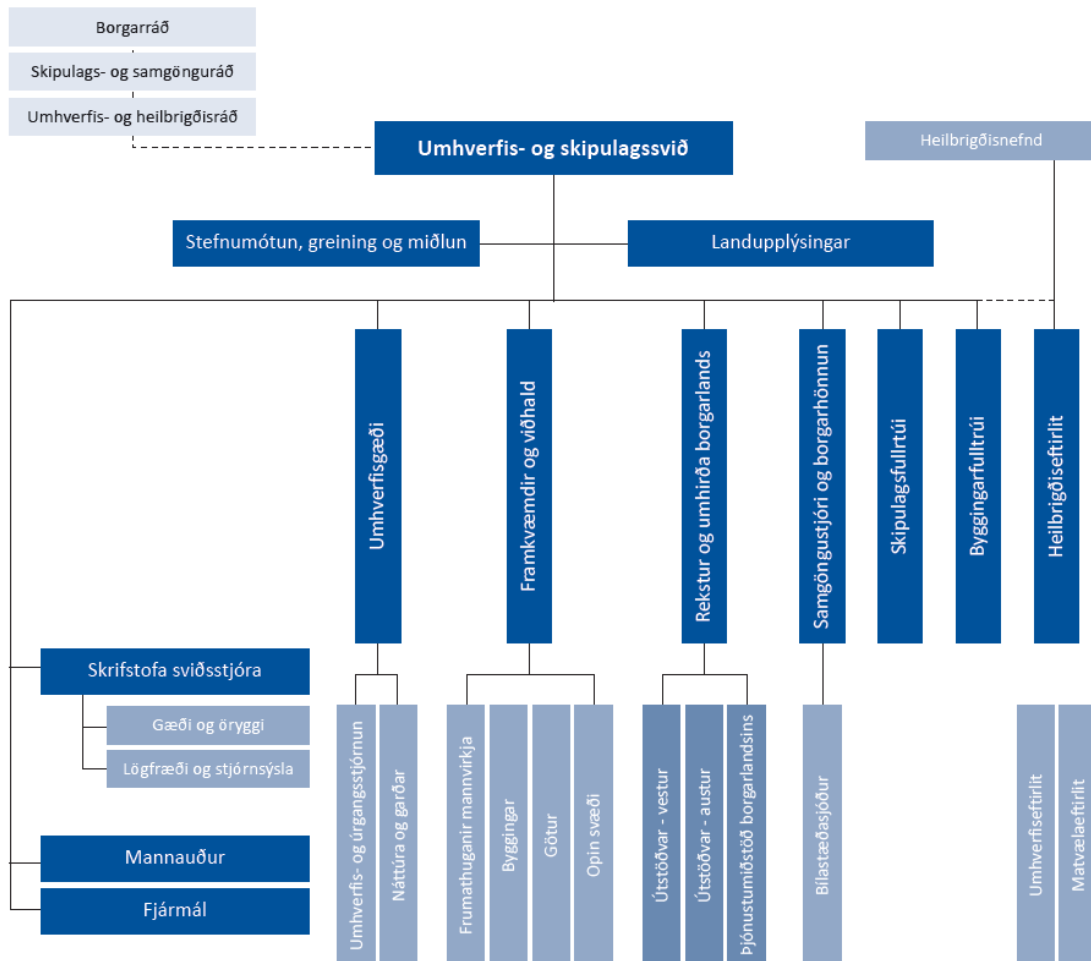 Borgarráð
Skipulags- og samgönguráð
Umhverfis- og heilbrigðisráð
Umhverfis- og skipulagssvið
Heilbrigðisnefnd
Stefnumótun, greining og miðlun
Landupplýsingar
Umhverfisgæði
Framkvæmdir og viðhald
Rekstur og umhirða borgarlands
Samgöngustjóri og borgarhönnun
Skipulagsfullrtúi
Byggingarfulltrúi
Heilbrigðiseftirlit
Skrifstofa sviðsstjóra
Gæði og öryggi
Lögfræði og stjórnsýsla
Mannauður
Fjármál
Umhverfis- og úrgangsstjórnun
Náttúra og garðar
Frumathuganir mannvirkja
Byggingar
Götur
Opin svæði
Útstöðvar - vestur
Útstöðvar - austur
Þjónustumiðstöð borgarlandsins
Bílastæðasjóður
Umhverfiseftirlit
Matvælaeftirlit